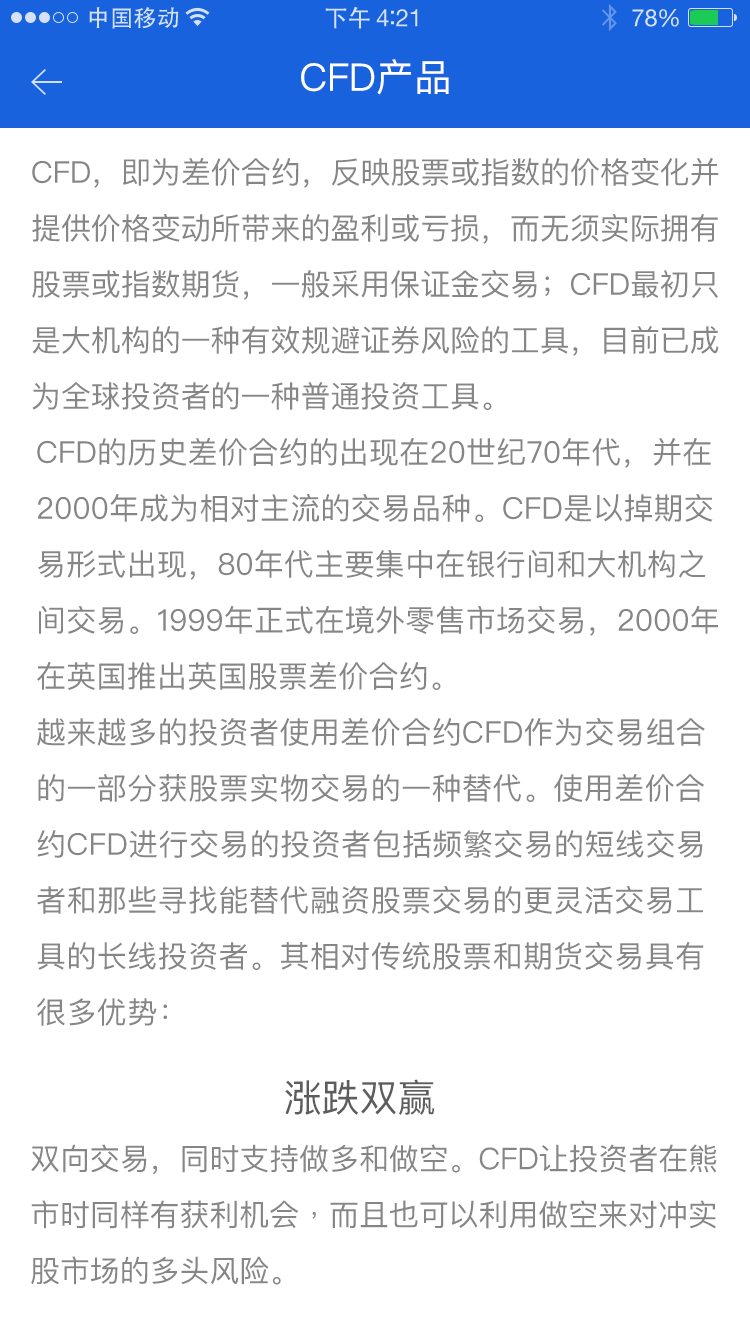 中国移动 下午 4:21 78%
CFD产品
CFD，即为差价合约，反映股票或指数的价格变化并
提供价格变动所带来的盈利或亏损，而无须实际拥有
股票或指数期货，一般采用保证金交易；CFD最初只
是大机构的一种有效规避证券风险的工具，目前已成
为全球投资者的一种普通投资工具。
CFD的历史差价合约的出现在20世纪70年代，并在
2000年成为相对主流的交易品种。CFD是以掉期交
易形式出现，80年代主要集中在银行间和大机构之
间交易。1999年正式在境外零售市场交易，2000年
在英国推出英国股票差价合约。
越来越多的投资者使用差价合约CFD作为交易组合
的一部分获股票实物交易的一种替代。使用差价合
约CFD进行交易的投资者包括频繁交易的短线交易
者和那些寻找能替代融资股票交易的更灵活交易工
具的长线投资者。其相对传统股票和期货交易具有
很多优势：
涨跌双赢
双向交易，同时支持做多和做空。CFD让投资者在熊
市时同样有获利机会，而且也可以利用做空来对冲实
股市场的多头风险。